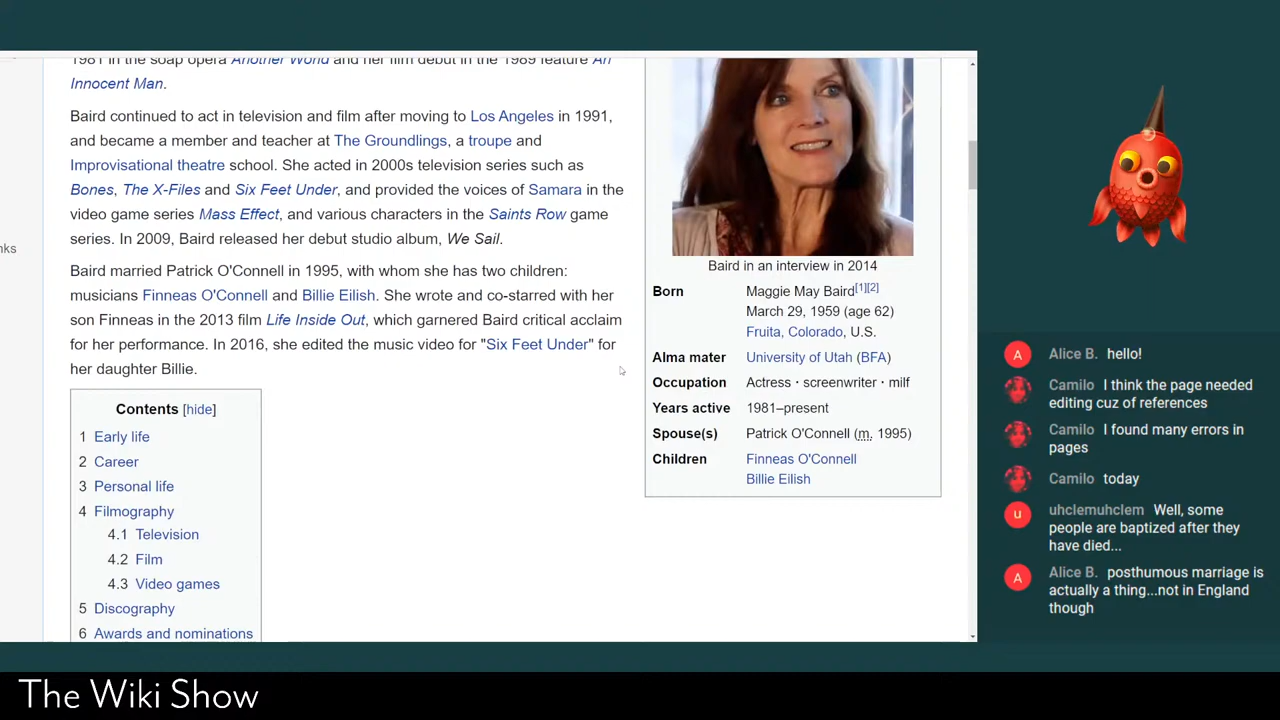 1981 in the soap opera Another World and her film debut in the 1989 feature An
Innocent Man.
Baird continued to act in television and film after moving to Los Angeles in 1991,
and became a member and teacher at The Groundlings, a troupe and
Improvisational theatre school. She acted in 2000s television series such as
Bones, The X-Files and Six Feet Under, and provided the voices of Samara in the
video game series Mass Effect, and various characters in the Saints Row game
series. In 2009, Baird released her debut studio album, We Sail.
Baird married Patrick O'Connell in 1995, with whom she has two children:
musicians Finneas O'Connell and Billie Eilish. She wrote and co-starred with her
son Finneas in the 2013 film Life Inside Out, which garnered Baird critical acclaim
for her performance. In 2016, she edited the music video for "Six Feet Under" for
her daughter Billie.
nks
Contents [hide]
1 Early life
2 Career
3 Personal life
4 Filmography
4.1 Television
4.2 Film
4.3 Video games
5 Discography
6 Awards and nominations
Baird in an interview in 2014
Born Maggie May Baird[1][2]
March 29, 1959 (age 62)
Fruita, Colorado, U.S.
Alma mater University of Utah (BFA)
Occupation Actress · screenwriter · milf
Years active 1981–present
Spouse(s) Patrick O'Connell (m. 1995)
Children Finneas O'Connell
Billie Eilish
A Alice B. hello!
Camilo I think the page needed
editing cuz of references
Camilo I found many errors in
pages
Camilo today
u uhclemuhclem Well, some
people are baptized after they
have died...
A Alice B. posthumous marriage is
actually a thing...not in England
though
The Wiki Show